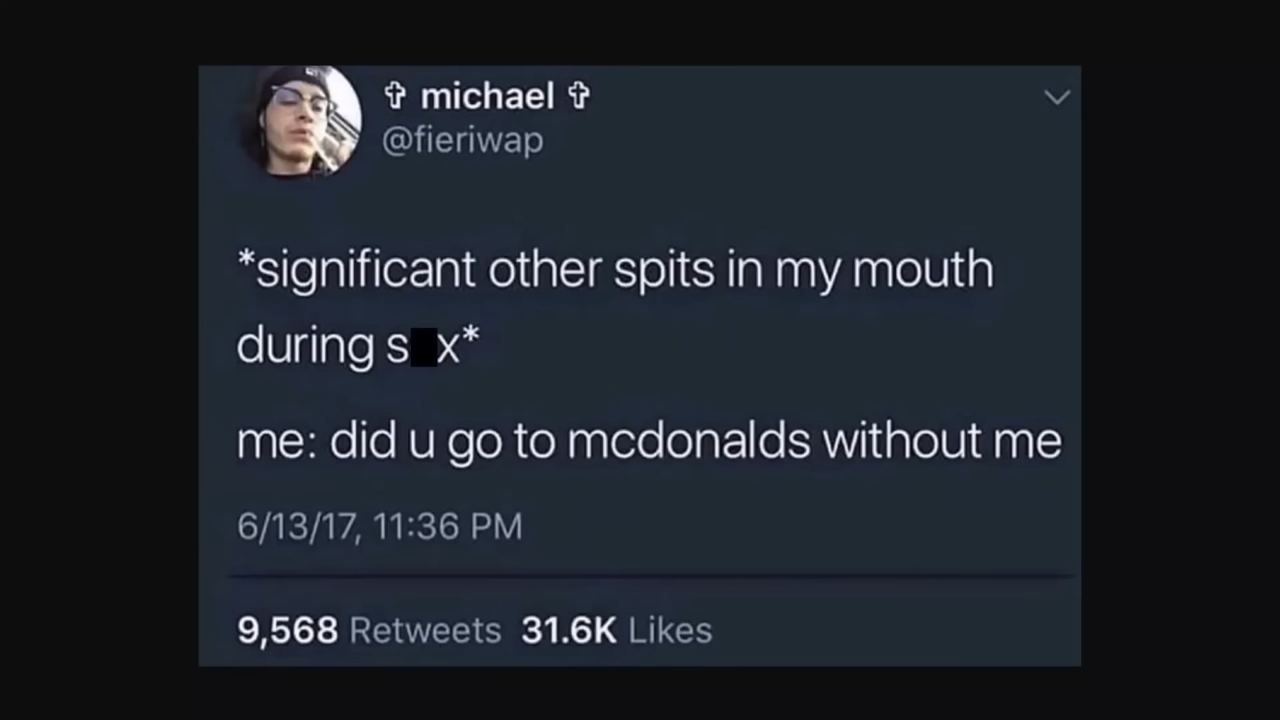 ✞ michael ✞
@fieriwap
*significant other spits in my mouth
during s█x*
me: did u go to mcdonalds without me
6/13/17, 11:36 PM
9,568 Retweets 31.6K Likes